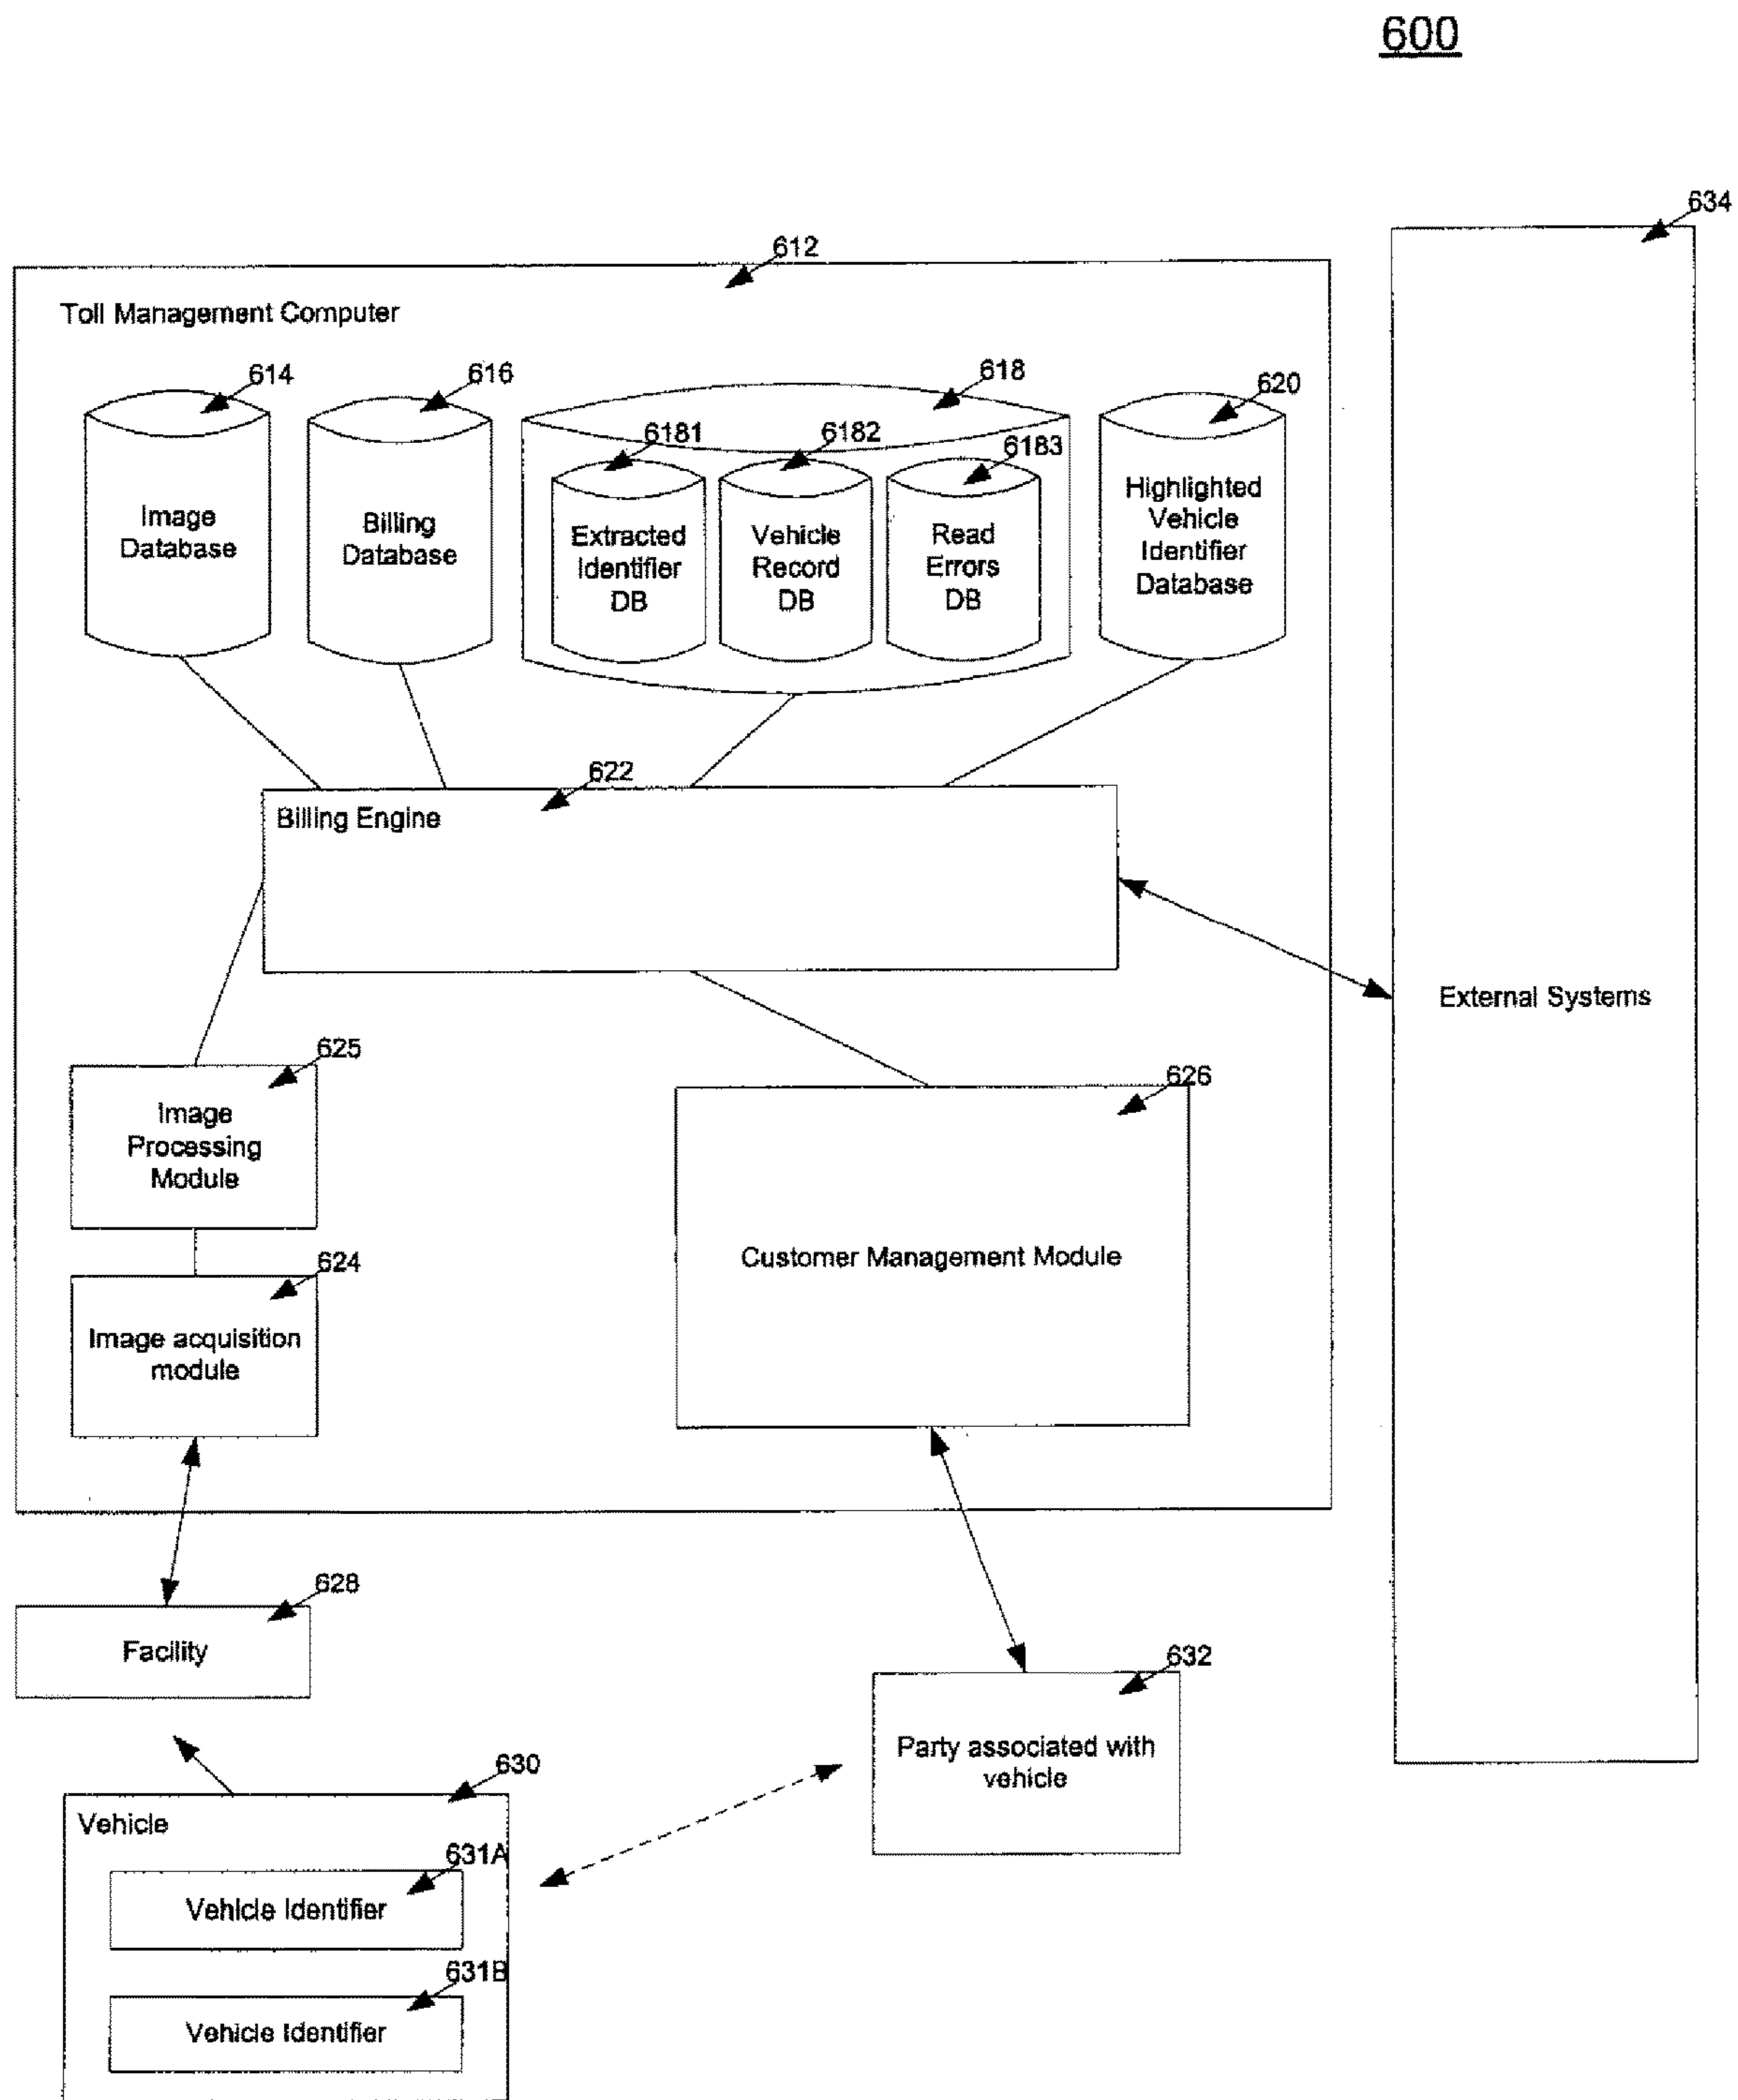 600
634
612
Toll Management Computer
614
616
618
620
6181
6182
6183
Image
Database
Billing
Database
Extracted
Identifier
DB
Vehicle
Record
DB
Read
Errors
DB
Highlighted
Vehicle
Identifier
Database
622
Billing Engine
External Systems
625
Image
Processing
Module
626
Customer Management Module
624
Image acquisition
module
628
Facility
632
Party associated with
vehicle
630
Vehicle
631A
Vehicle Identifier
631B
Vehicle Identifier